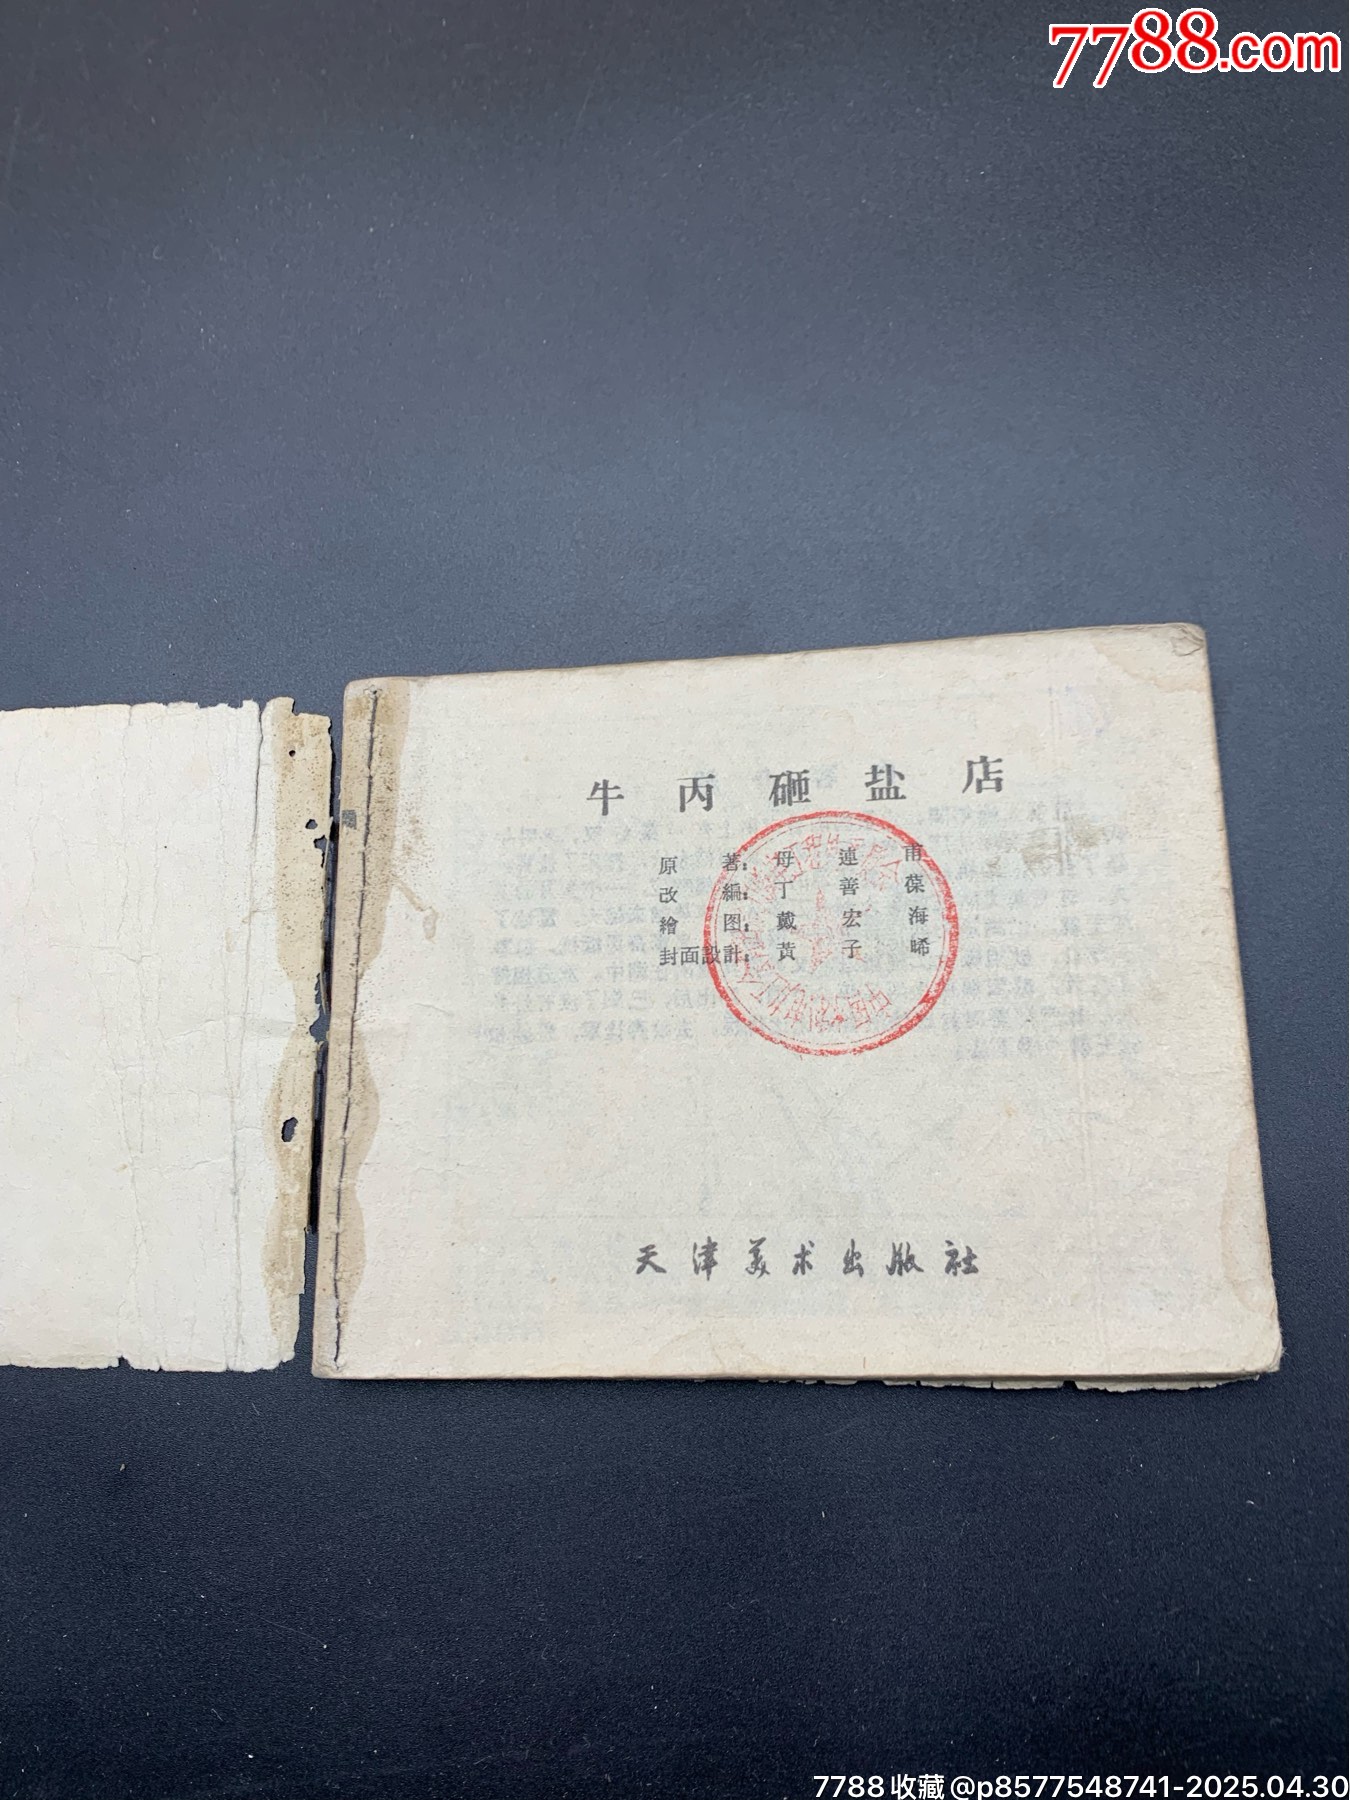 7788.com
牛丙砸盐店
原著：母連甫
改編：丁善葆
繪图：戴宏海
封面設計：黃子晞
天津美术出版社
7788收藏@p8577548741-2025.04.30